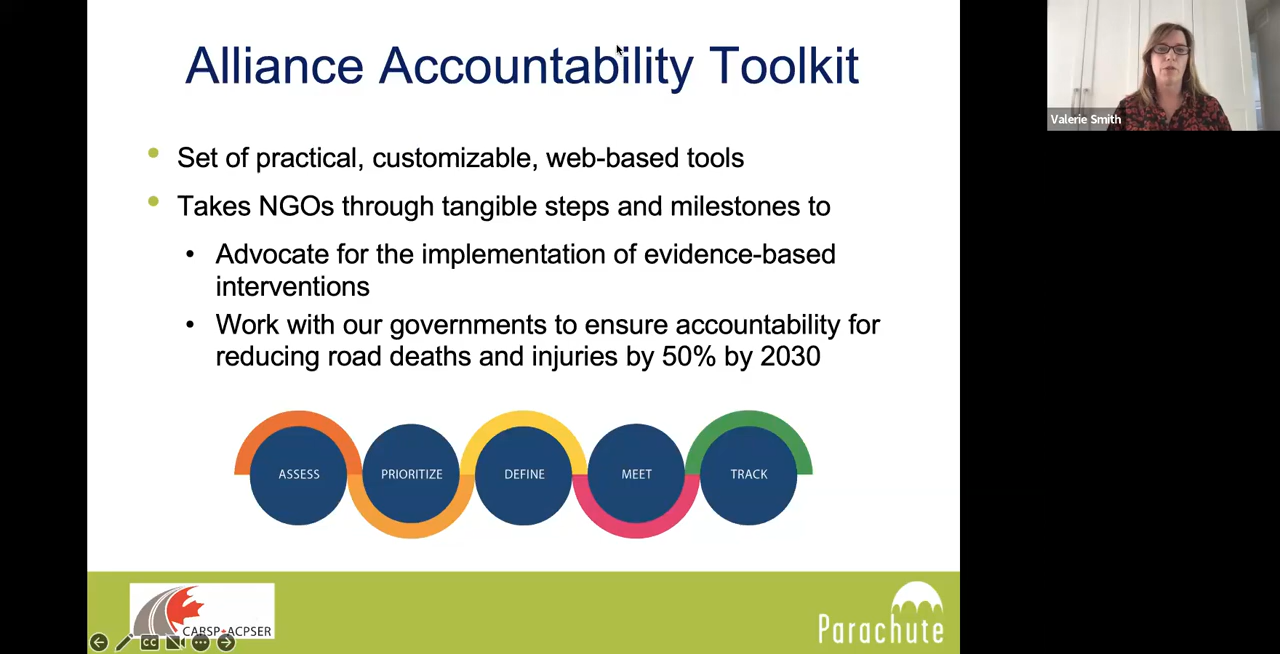 Alliance Accountability Toolkit
Valerie Smith
• Set of practical, customizable, web-based tools
• Takes NGOs through tangible steps and milestones to
• Advocate for the implementation of evidence-based
interventions
• Work with our governments to ensure accountability for
reducing road deaths and injuries by 50% by 2030
ASSESS
PRIORITIZE
DEFINE
MEET
TRACK
CARSP ACPSER
CC
Parachute